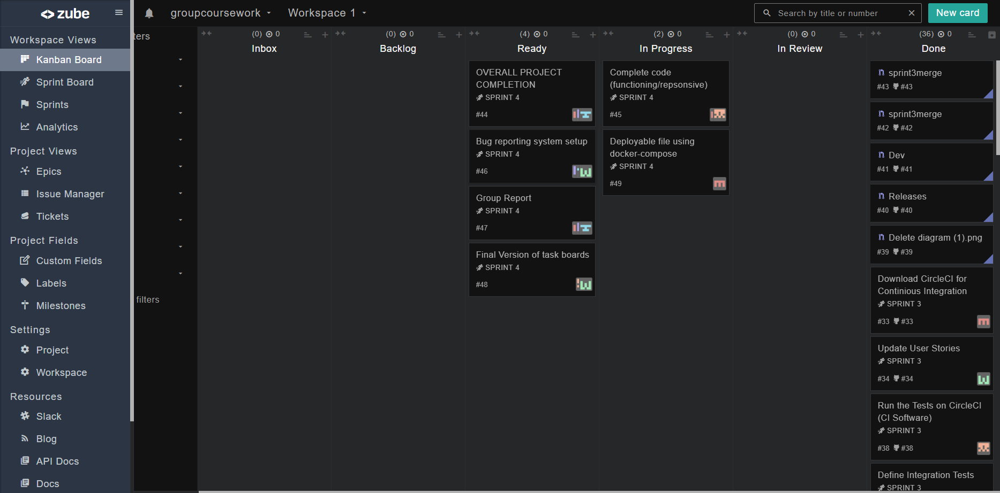 zube
Workspace Views
Kanban Board
Sprint Board
Sprints
Analytics
Project Views
Epics
Issue Manager
Tickets
Project Fields
Custom Fields
Labels
Milestones
Settings
Project
Workspace
Resources
Slack
Blog
API Docs
Docs
groupcoursework
Workspace 1
Search by title or number
New card
ters
filters
(0) 0
Inbox
(0) 0
Backlog
(4) 0
Ready
OVERALL PROJECT
COMPLETION
SPRINT 4
#44
Bug reporting system setup
SPRINT 4
#46
Group Report
SPRINT 4
#47
Final Version of task boards
SPRINT 4
#48
(2) 0
In Progress
Complete code
(functioning/repsonsive)
SPRINT 4
#45
Deployable file using
docker-compose
SPRINT 4
#49
(0) 0
In Review
(36) 0
Done
sprint3merge
#43 #43
sprint3merge
#42 #42
Dev
#41 #41
Releases
#40 #40
Delete diagram (1).png
#39 #39
Download CircleCI for
Continious Integration
SPRINT 3
#33 #33
Update User Stories
SPRINT 3
#34 #34
Run the Tests on CircleCI
(CI Software)
SPRINT 3
#38 #38
Define Integration Tests
SPRINT 3